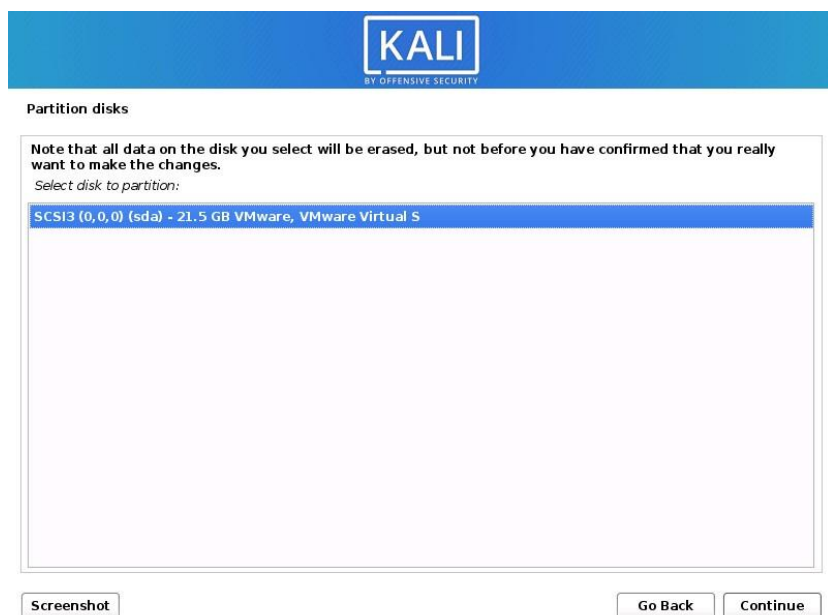 KALI
BY OFFENSIVE SECURITY
Partition disks
Note that all data on the disk you select will be erased, but not before you have confirmed that you really
want to make the changes.
Select disk to partition:
SCSI3 (0,0,0) (sda) - 21.5 GB VMware, VMware Virtual S
Screenshot
Go Back
Continue